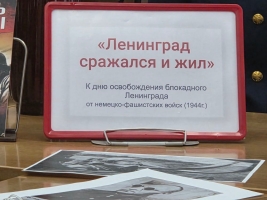 «Ленинград
сражался и жил»
К дню освобождения блокадного
Ленинграда
от немецко-фашистских войск (1944г.)